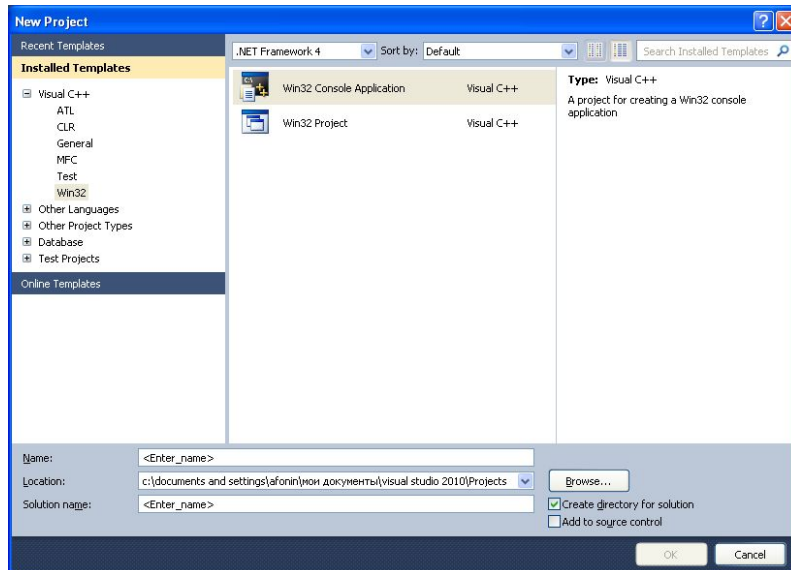 New Project
Recent Templates
Installed Templates
Visual C++
ATL
CLR
General
MFC
Test
Win32
Other Languages
Other Project Types
Database
Test Projects
Online Templates
.NET Framework 4 Sort by: Default Search Installed Templates
Win32 Console Application Visual C++
Win32 Project Visual C++
Type: Visual C++
A project for creating a Win32 console
application
Name: <Enter_name>
Location: c:\documents and settings\afonin\мои документы\visual studio 2010\Projects Browse...
Solution name: <Enter_name>
Create directory for solution
Add to source control
OK Cancel